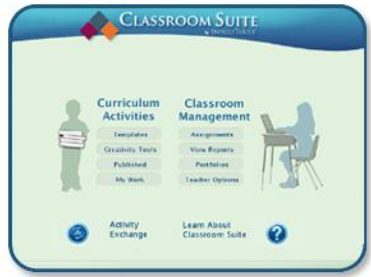 CLASSROOM SUITE
by INTELLITOOLS
Curriculum
Activities
Templates
Creativity Tools
Published
My Work
Classroom
Management
Assignments
View Reports
Portfolios
Teacher Options
Activity
Exchange
Learn About
Classroom Suite
?